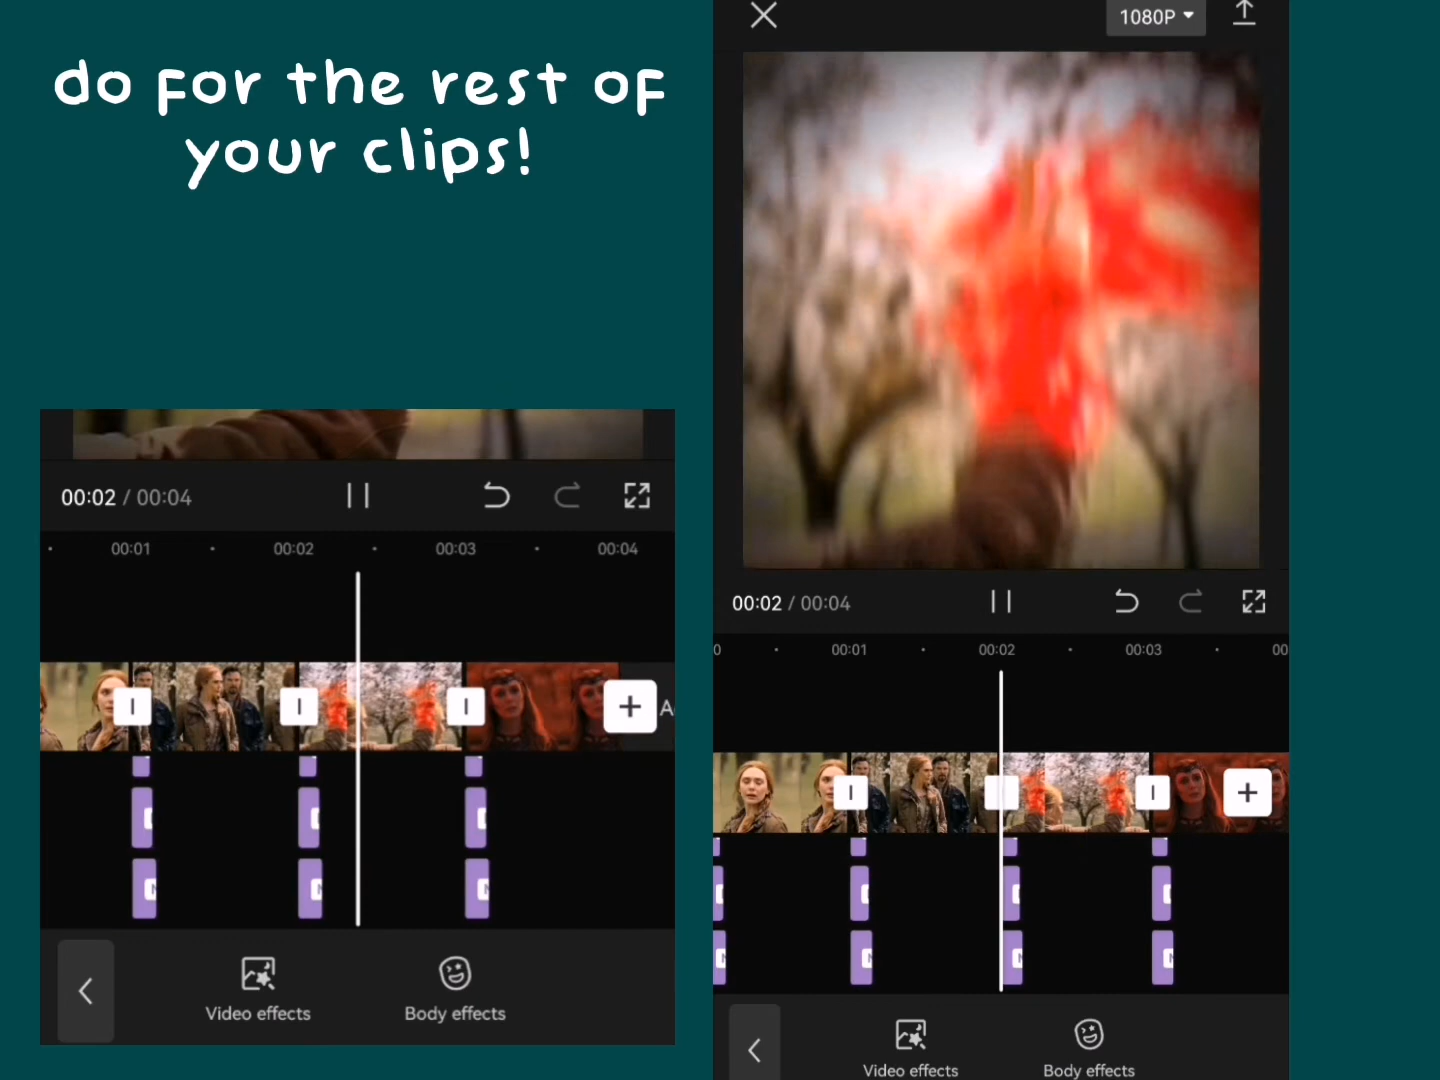 do for the rest of
your clips!
00:02 / 00:04
00:01 00:02 00:03 00:04
Video effects Body effects
1080P
00:02 / 00:04
00:01 00:02 00:03 00
Video effects Body effects